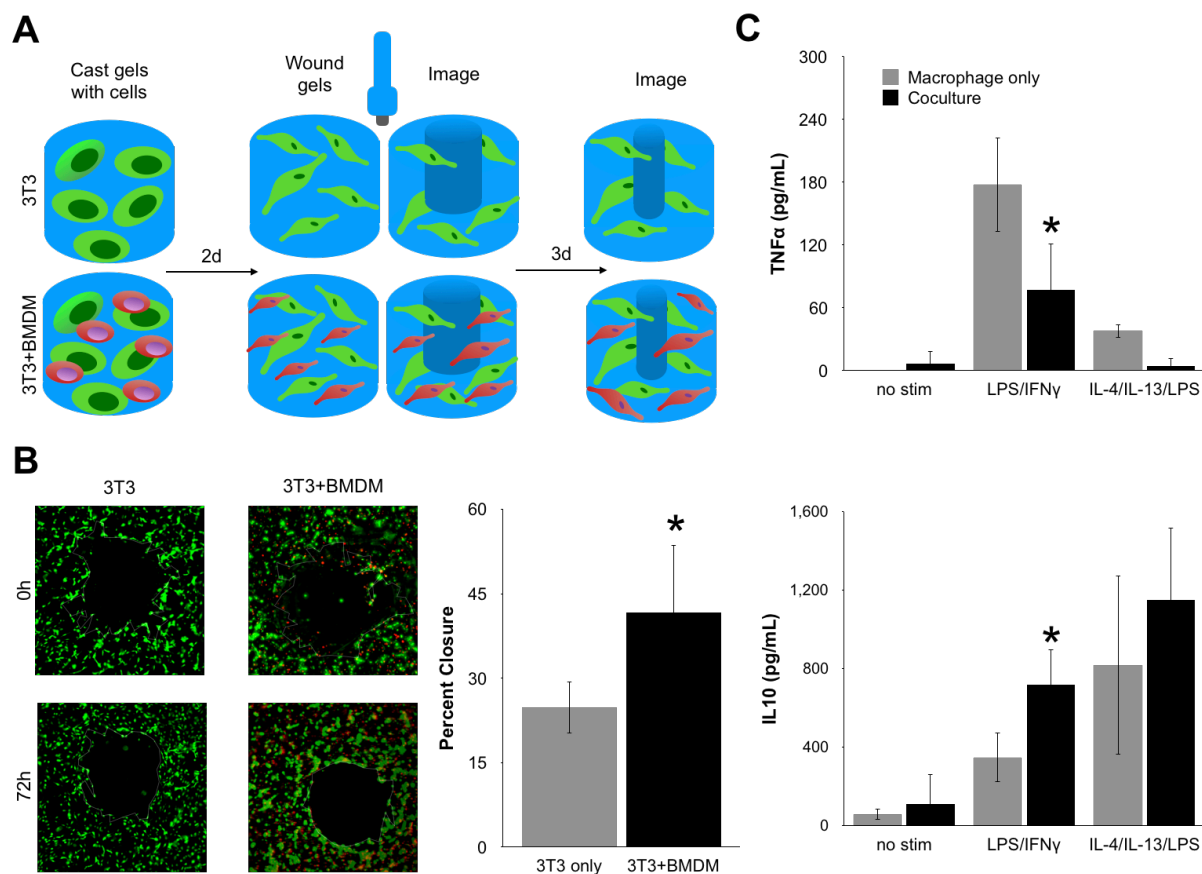 A
Cast gels
with cells
Wound
gels
Image
Image
3T3
2d
3d
3T3+BMDM
B
3T3
3T3+BMDM
0h
72h
Percent Closure
60
45
30
15
0
3T3 only
3T3+BMDM
*
C
TNFα (pg/mL)
300
240
180
120
60
0
Macrophage only
Coculture
*
no stim
LPS/IFNγ
IL-4/IL-13/LPS
IL10 (pg/mL)
1,600
1,200
800
400
0
*
no stim
LPS/IFNγ
IL-4/IL-13/LPS